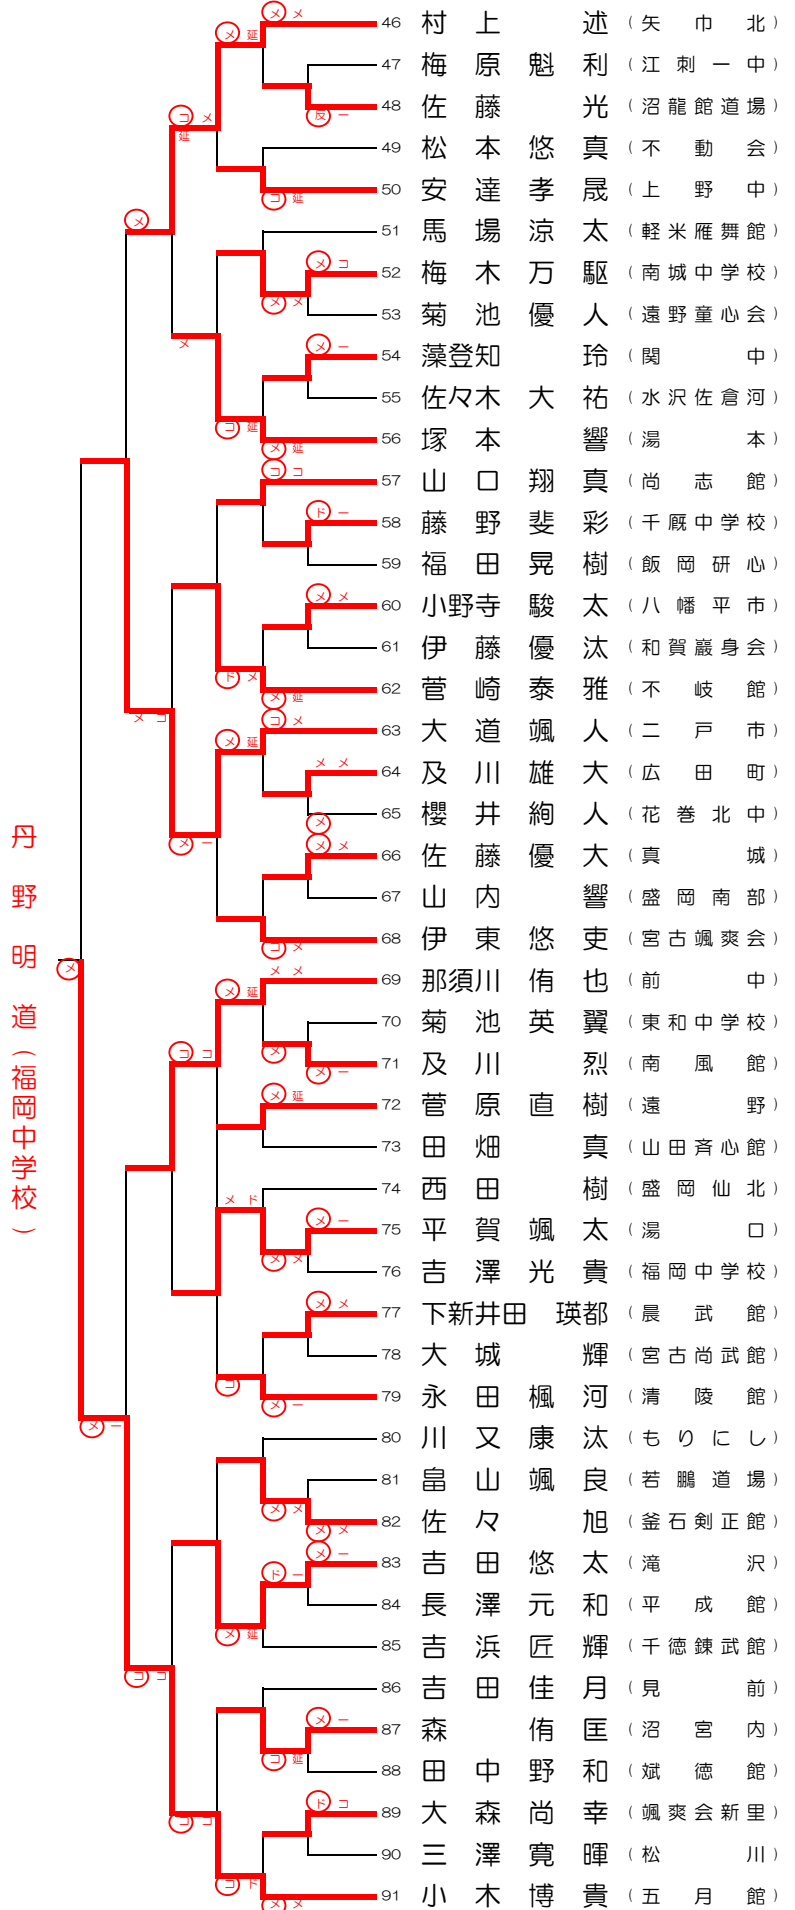 46 村上 述 (矢巾北)
47 梅原魁利 (江刺一中)
48 佐藤 光 (沼龍館道場)
49 松本悠真 (不動会)
50 安達孝晟 (上野中)
51 馬場涼太 (軽米雁舞館)
52 梅木万駆 (南城中学校)
53 菊池優人 (遠野童心会)
54 藻登知 玲 (関中)
55 佐々木大祐 (水沢佐倉河)
56 塚本 響 (湯本)
57 山口翔真 (尚志館)
58 藤野斐彩 (千厩中学校)
59 福田晃樹 (飯岡研心)
60 小野寺駿太 (八幡平市)
61 伊藤優汰 (和賀巖身会)
62 菅崎泰雅 (不岐館)
63 大道颯人 (二戸市)
64 及川雄大 (広田町)
65 櫻井絢人 (花巻北中)
66 佐藤優大 (真城)
67 山内 響 (盛岡南部)
68 伊東悠吏 (宮古颯爽会)
69 那須川侑也 (前中)
70 菊池英翼 (東和中学校)
71 及川 烈 (南風館)
72 菅原直樹 (遠野)
73 田畑 真 (山田斉心館)
74 西田 樹 (盛岡仙北)
75 平賀颯太 (湯口)
76 吉澤光貴 (福岡中学校)
77 下新井田 瑛都 (晨武館)
78 大城 輝 (宮古尚武館)
79 永田楓河 (清陵館)
80 川又康汰 (もりにし)
81 畠山颯良 (若鵬道場)
82 佐々 旭 (釜石剣正館)
83 吉田悠太 (滝沢)
84 長澤元和 (平成館)
85 吉浜匠輝 (千徳錬武館)
86 吉田佳月 (見前)
87 森 侑匡 (沼宮内)
88 田中野和 (斌徳館)
89 大森尚幸 (颯爽会新里)
90 三澤寛暉 (松川)
91 小木博貴 (五月館)
丹野明道(福岡中学校)